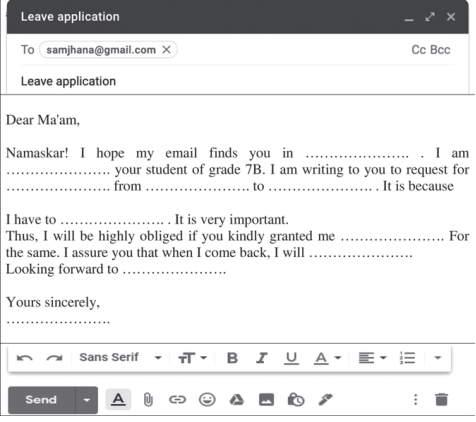 Leave application
To samjhana@gmail.com Cc Bcc
Leave application
Dear Ma'am,
Namaskar! I hope my email finds you in ………………… . I am
………………… your student of grade 7B. I am writing to you to request for
………………… from ………………… to ………………… . It is because
I have to ………………… . It is very important.
Thus, I will be highly obliged if you kindly granted me …………………. For
the same. I assure you that when I come back, I will ………………….
Looking forward to ………………….
Yours sincerely,
………………….
Sans Serif B I U A
Send A